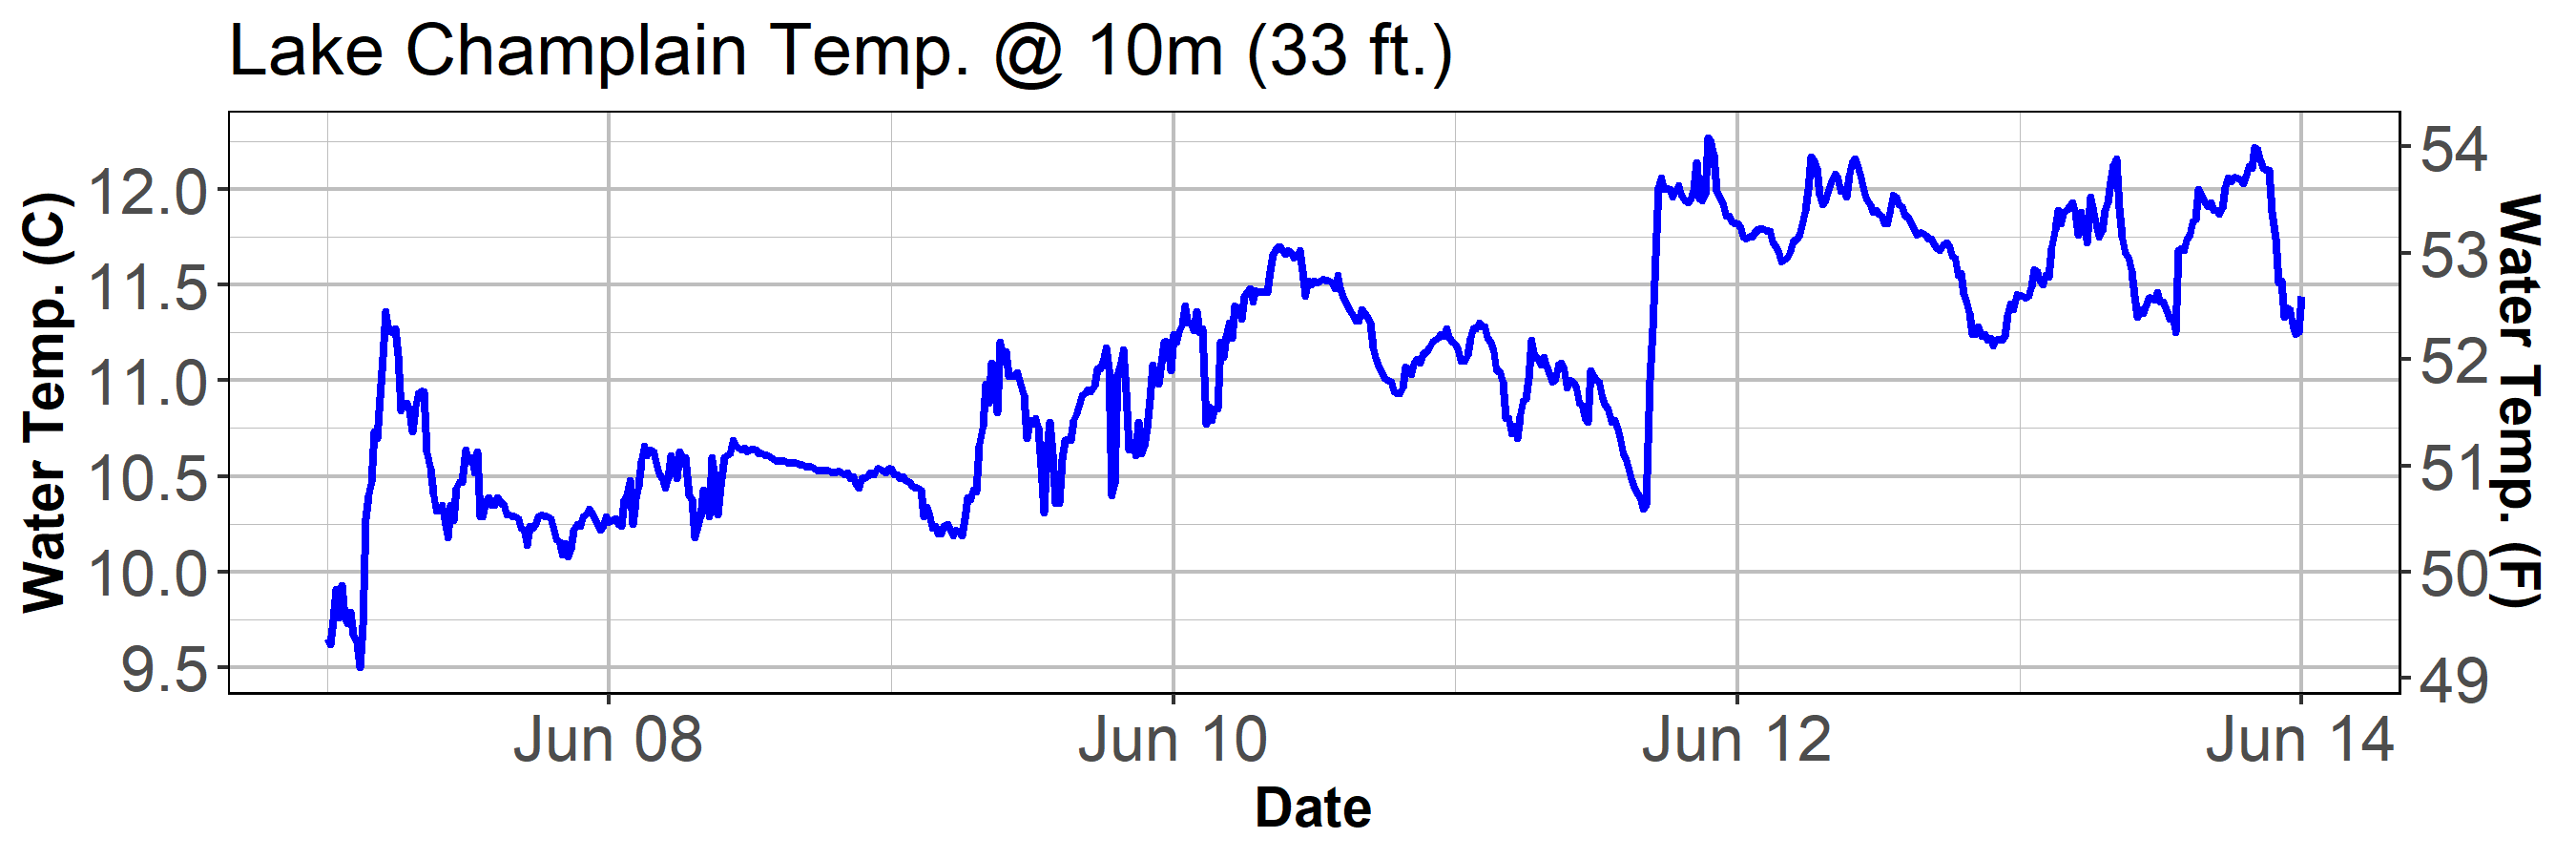 Lake Champlain Temp. @ 10m (33 ft.)
Water Temp. (C)
12.0
11.5
11.0
10.5
10.0
9.5
54
53
52
51
50
49
Water Temp. (F)
Jun 08 Jun 10 Jun 12 Jun 14
Date